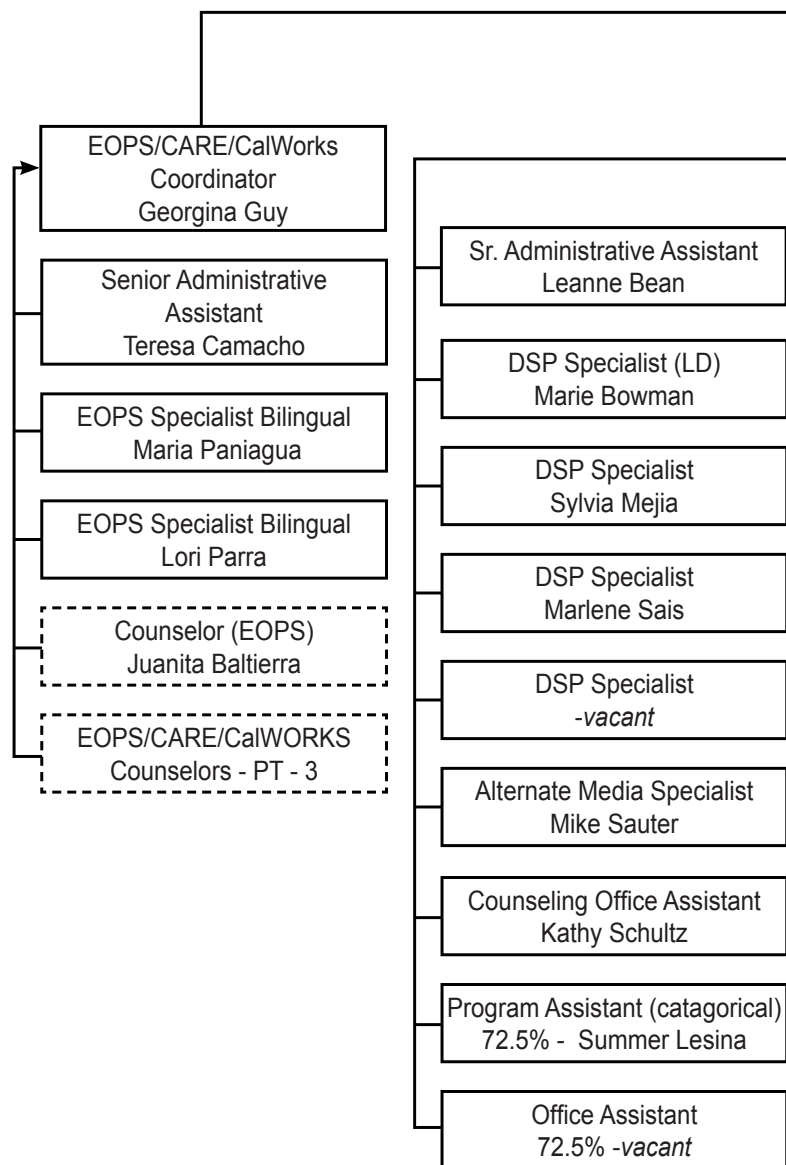 EOPS/CARE/CalWorks
Coordinator
Georgina Guy
Senior Administrative
Assistant
Teresa Camacho
EOPS Specialist Bilingual
Maria Paniagua
EOPS Specialist Bilingual
Lori Parra
Counselor (EOPS)
Juanita Baltierra
EOPS/CARE/CalWORKS
Counselors - PT - 3
Sr. Administrative Assistant
Leanne Bean
DSP Specialist (LD)
Marie Bowman
DSP Specialist
Sylvia Mejia
DSP Specialist
Marlene Sais
DSP Specialist
-vacant
Alternate Media Specialist
Mike Sauter
Counseling Office Assistant
Kathy Schultz
Program Assistant (catagorical)
72.5% - Summer Lesina
Office Assistant
72.5% -vacant